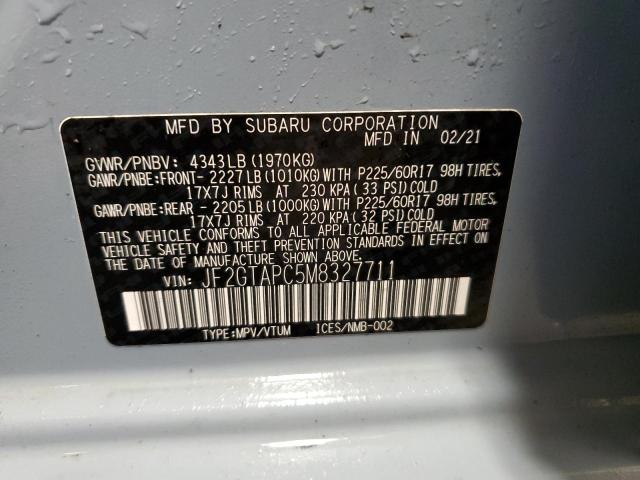 MFD BY SUBARU CORPORATION
MFD IN 02/21
GVWR/PNBV: 4343LB (1970KG)
GAWR/PNBE:FRONT- 2227LB (1010KG)WITH P225/60R17 98H TIRES,
17X7J RIMS AT 230 KPA (33 PSI)COLD
GAWR/PNBE:REAR - 2205LB (1000KG)WITH P225/60R17 98H TIRES,
17X7J RIMS AT 220 KPA (32 PSI)COLD
THIS VEHICLE CONFORMS TO ALL APPLICABLE FEDERAL MOTOR
VEHICLE SAFETY AND THEFT PREVENTION STANDARDS IN EFFECT ON
THE DATE OF MANUFACTURE SHOWN ABOVE.
VIN: JF2GTAPC5M8327711
TYPE:MPV/VTUM ICES/NMB-002